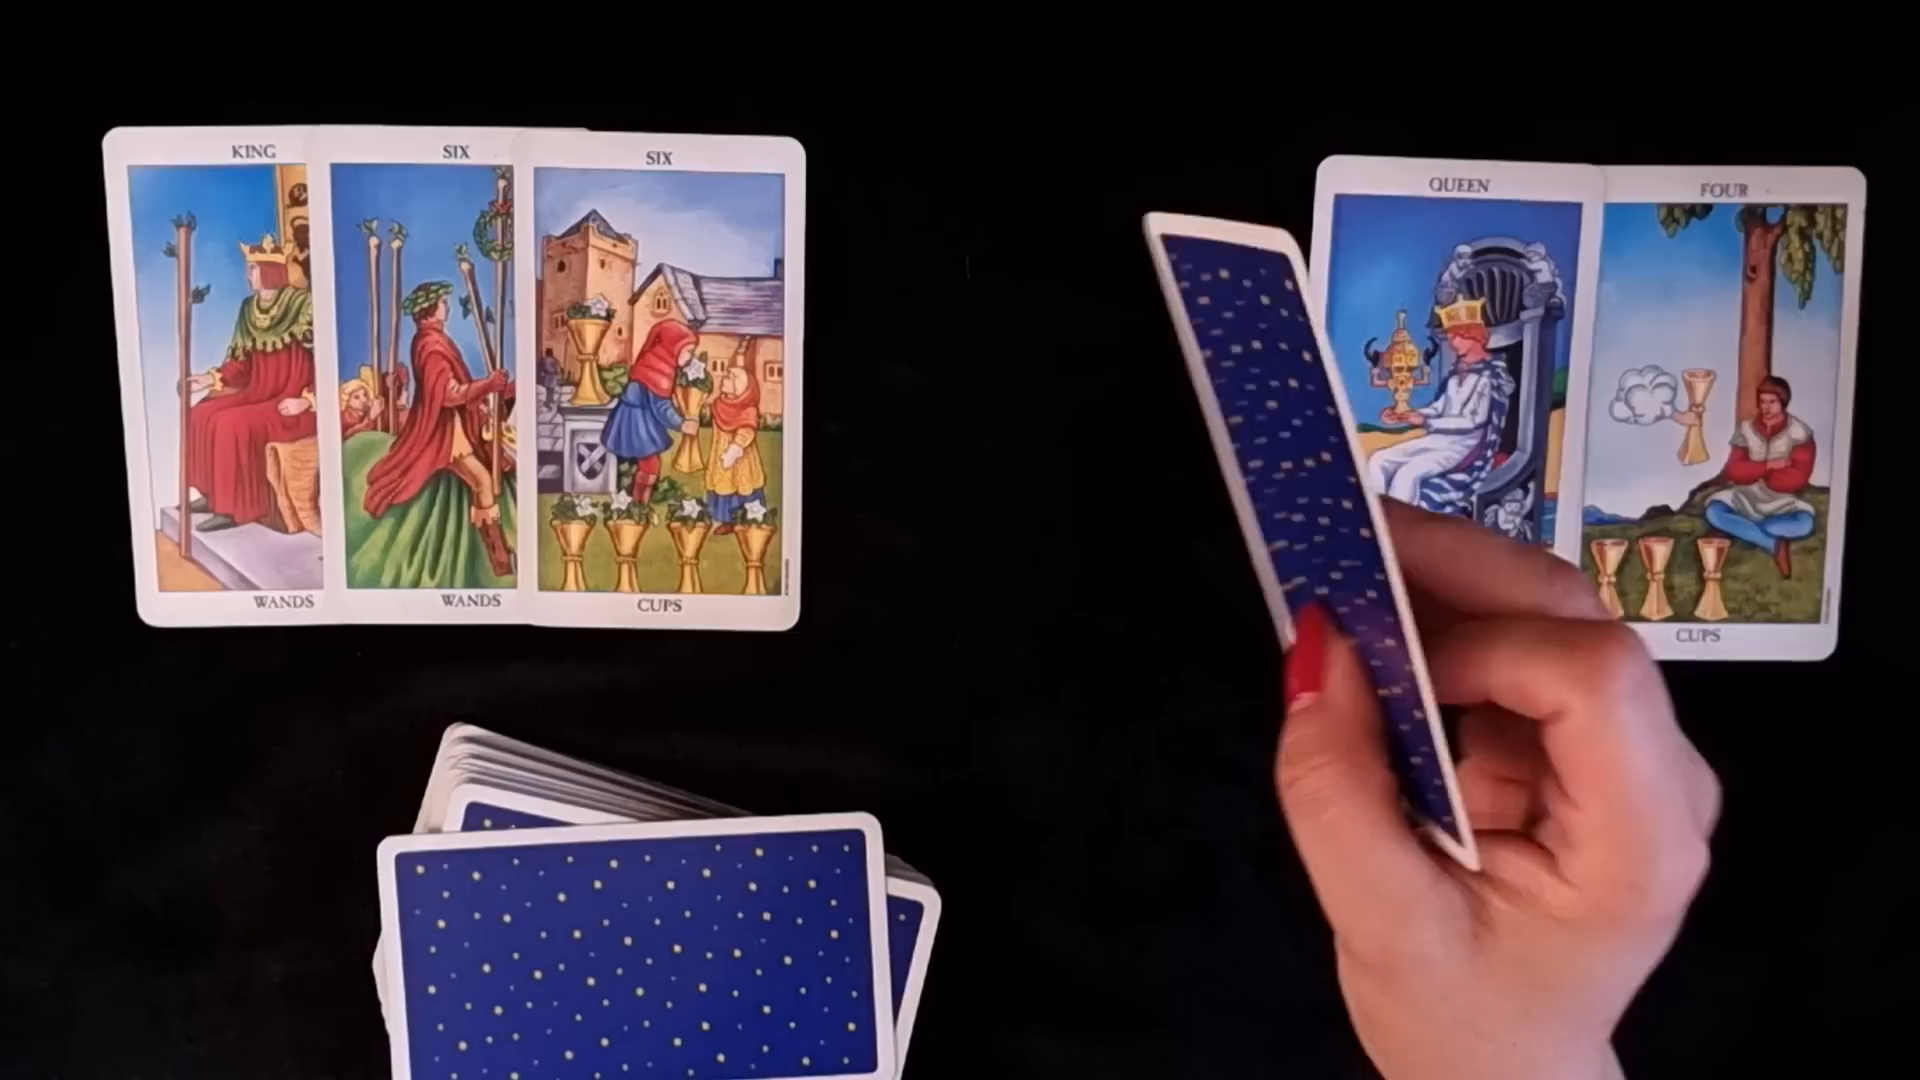 KING
SIX
SIX
WANDS
WANDS
CUPS
QUEEN
FOUR
CUPS